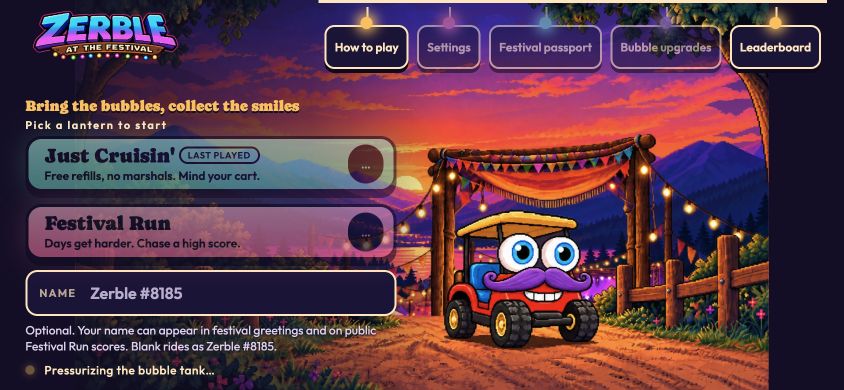 ZERBLE
AT THE FESTIVAL
How to play
Settings
Festival passport
Bubble upgrades
Leaderboard
Bring the bubbles, collect the smiles
Pick a lantern to start
Just Cruisin' LAST PLAYED
Free refills, no marshals. Mind your cart.
...
Festival Run
Days get harder. Chase a high score.
...
NAME Zerble #8185
Optional. Your name can appear in festival greetings and on public
Festival Run scores. Blank rides as Zerble #8185.
Pressurizing the bubble tank...